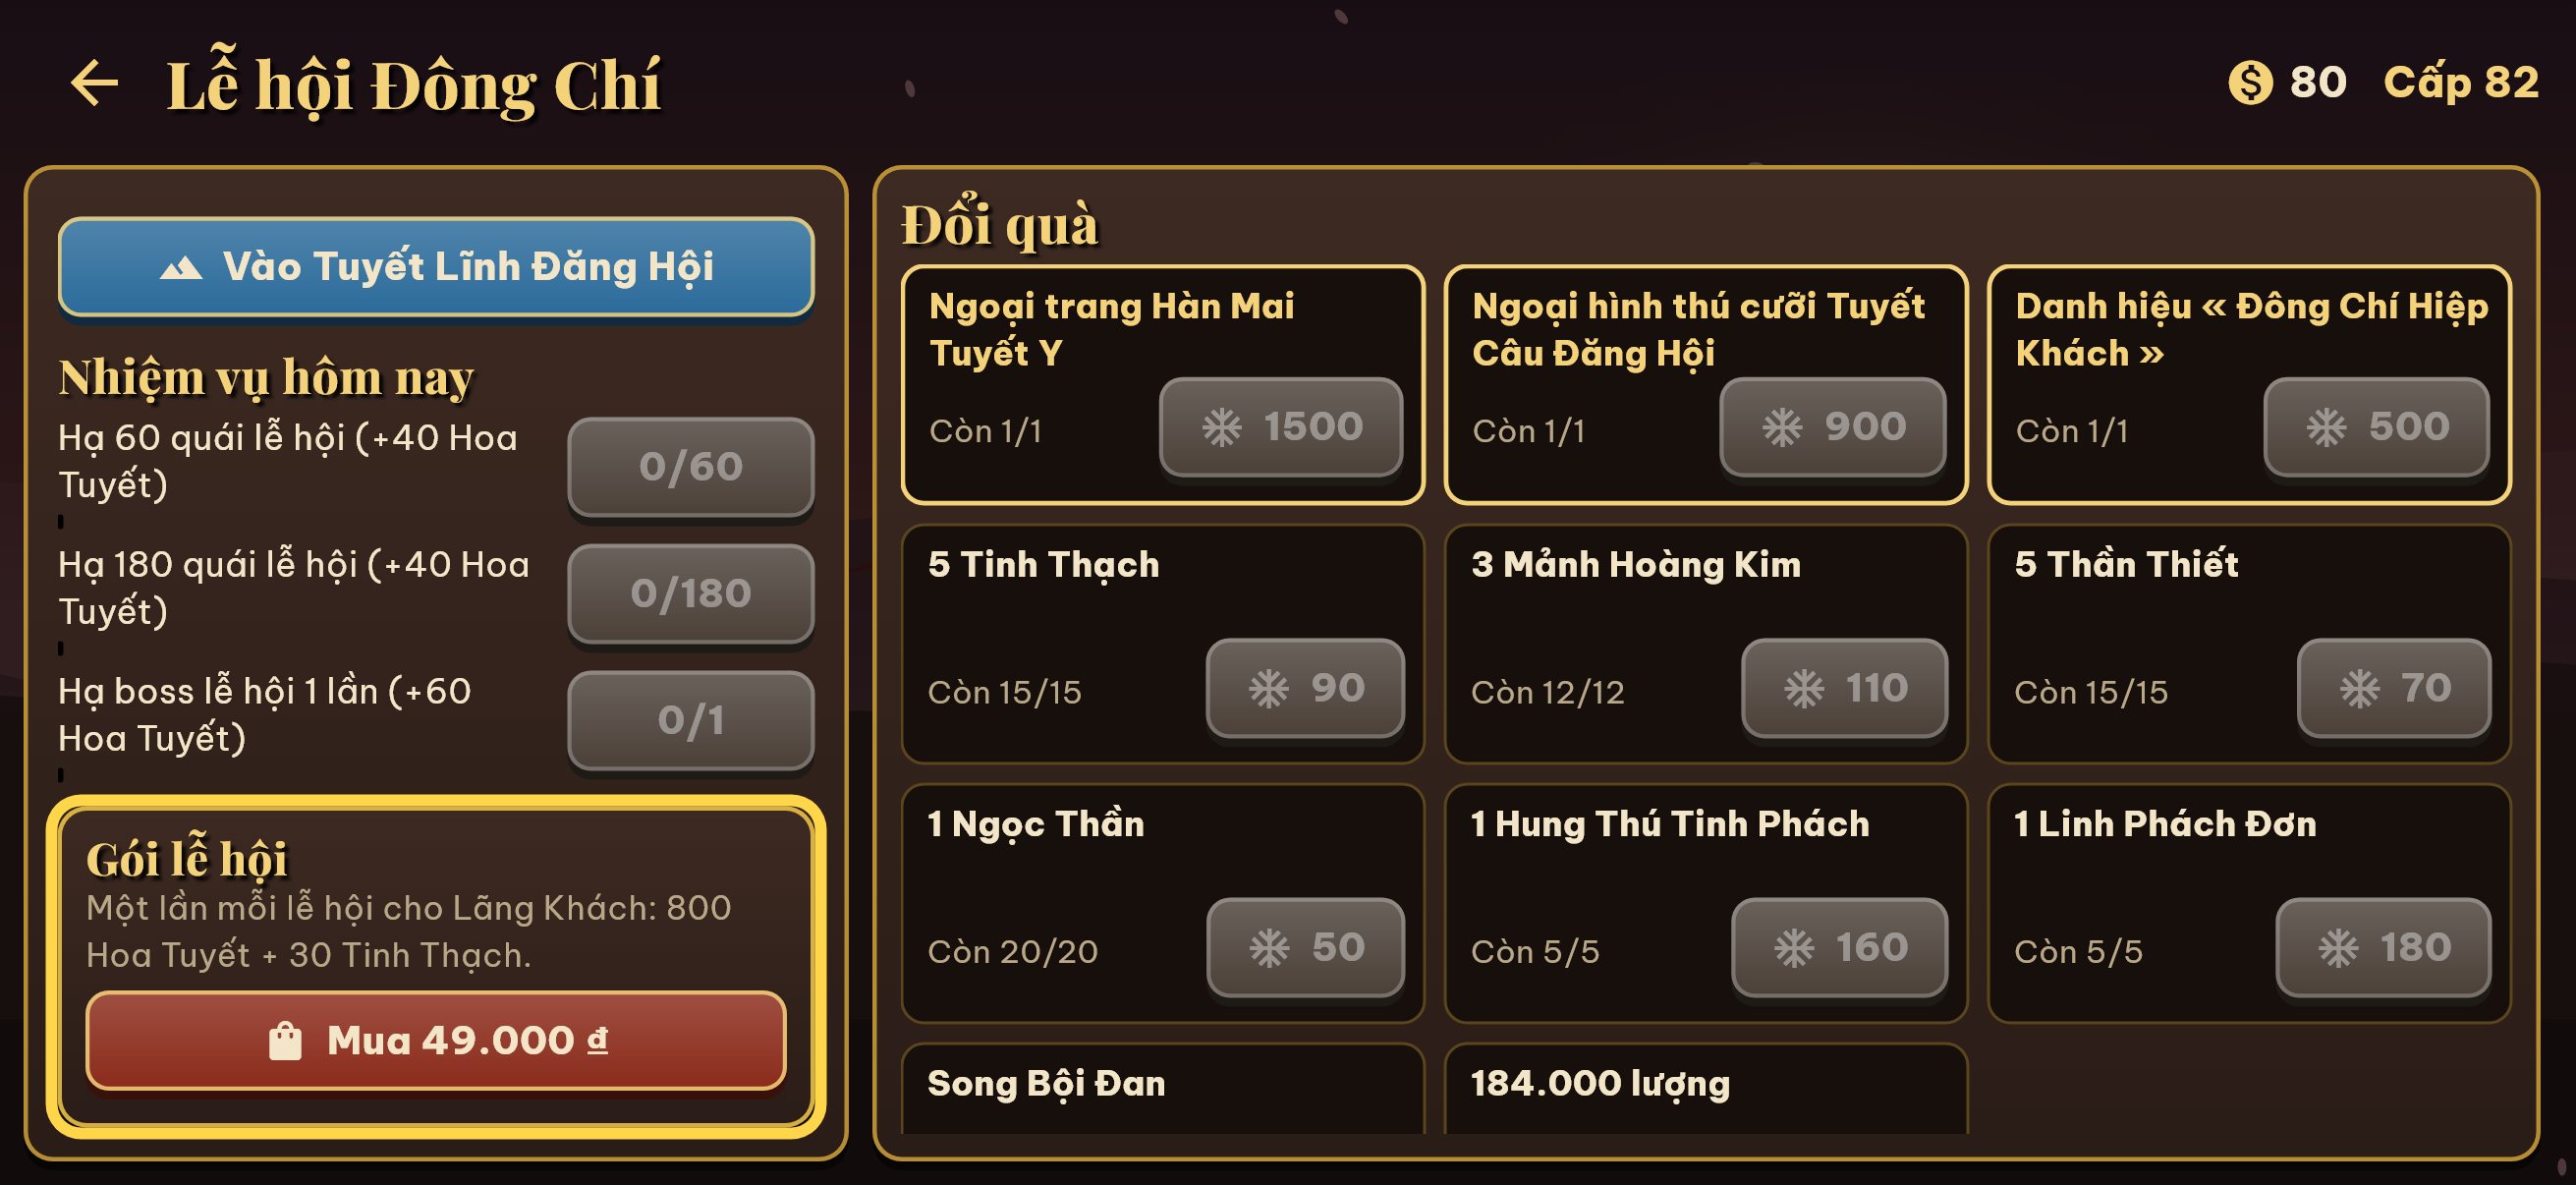 Lễ hội Đông Chí
80 Cấp 82
Vào Tuyết Lĩnh Đăng Hội
Nhiệm vụ hôm nay
Hạ 60 quái lễ hội (+40 Hoa
Tuyết)
0/60
Hạ 180 quái lễ hội (+40 Hoa
Tuyết)
0/180
Hạ boss lễ hội 1 lần (+60
Hoa Tuyết)
0/1
Gói lễ hội
Một lần mỗi lễ hội cho Lãng Khách: 800
Hoa Tuyết + 30 Tinh Thạch.
Mua 49.000 ₫
Đổi quà
Ngoại trang Hàn Mai
Tuyết Y
Còn 1/1
1500
Ngoại hình thú cưỡi Tuyết
Câu Đăng Hội
Còn 1/1
900
Danh hiệu « Đông Chí Hiệp
Khách »
Còn 1/1
500
5 Tinh Thạch
Còn 15/15
90
3 Mảnh Hoàng Kim
Còn 12/12
110
5 Thần Thiết
Còn 15/15
70
1 Ngọc Thần
Còn 20/20
50
1 Hung Thú Tinh Phách
Còn 5/5
160
1 Linh Phách Đơn
Còn 5/5
180
Song Bội Đan
184.000 lượng